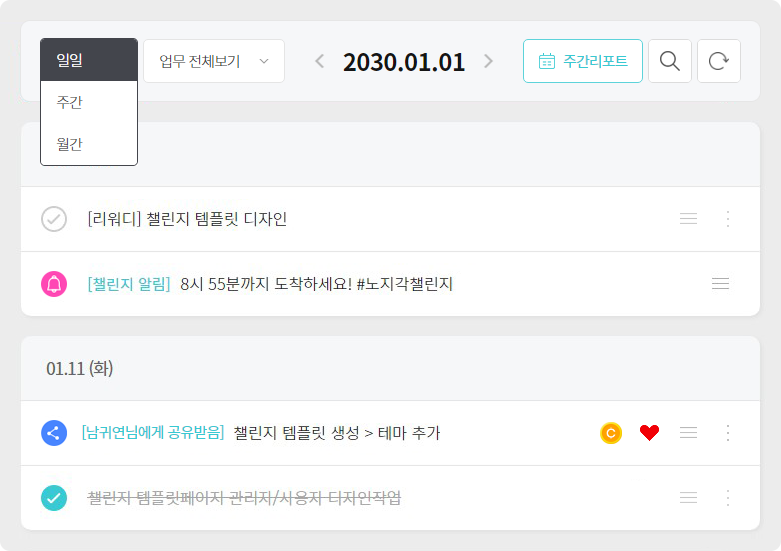 일일
업무 전체보기
2030.01.01
주간리포트
주간
월간
[리워디] 챌린지 템플릿 디자인
[챌린지 알림] 8시 55분까지 도착하세요! #노지각챌린지
01.11 (화)
[남귀연님에게 공유받음] 챌린지 템플릿 생성 > 테마 추가
C
챌린지 템플릿페이지 관리자/사용자 디자인작업